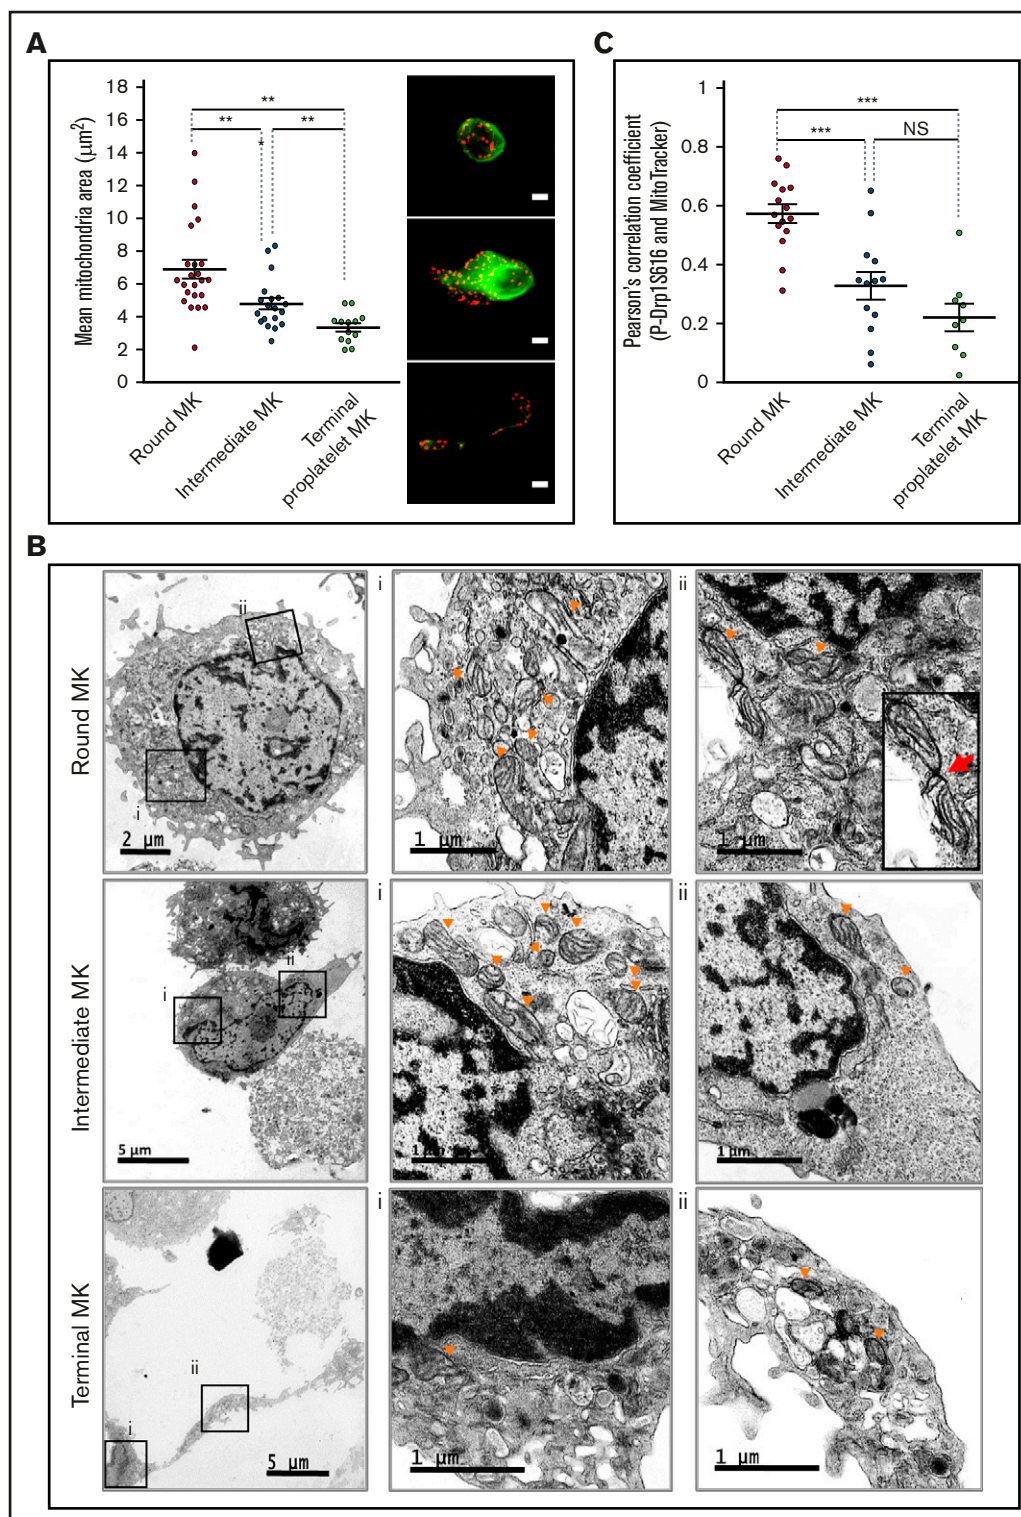 A
Mean mitochondria area (μm²)
18
16
14
12
10
8
6
4
2
0
**
**
**
*
Round MK
Intermediate MK
Terminal
proplatelet MK
C
Pearson's correlation coefficient
(P-Drp1S616 and MitoTracker)
1
0.8
0.6
0.4
0.2
0
***
***
NS
Round MK
Intermediate MK
Terminal
proplatelet MK
B
Round MK
ii
i
2 μm
i
1 μm
ii
1 μm
Intermediate MK
i
ii
5 μm
i
1 μm
ii
1 μm
Terminal MK
ii
i
5 μm
i
1 μm
ii
1 μm